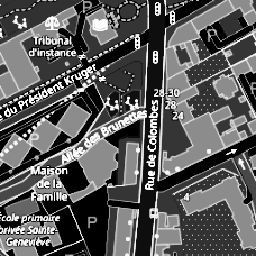 P
Tribunal
d'instance
du Président Kruger
28-30
28
24
Allée des Brunettes
Rue de Colombes
Maison
de la
Famille
4
École primaire
privée Sainte-
Geneviève
P